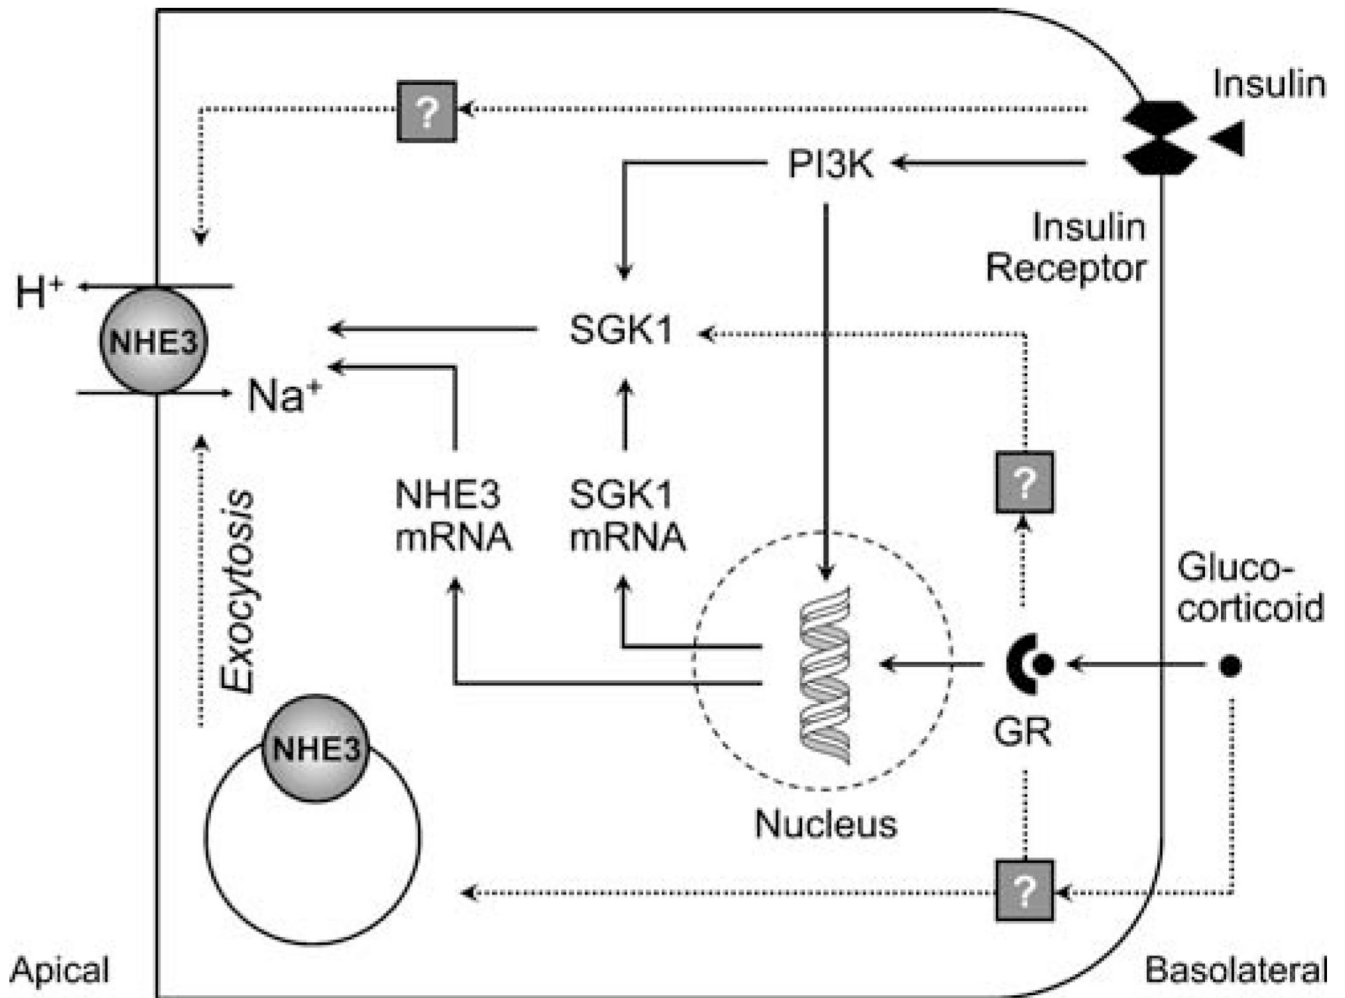 Insulin
?
PI3K
Insulin
Receptor
H⁺
NHE3
SGK1
Na⁺
NHE3
mRNA
SGK1
mRNA
?
Exocytosis
Gluco-
corticoid
GR
NHE3
Nucleus
?
Apical
Basolateral